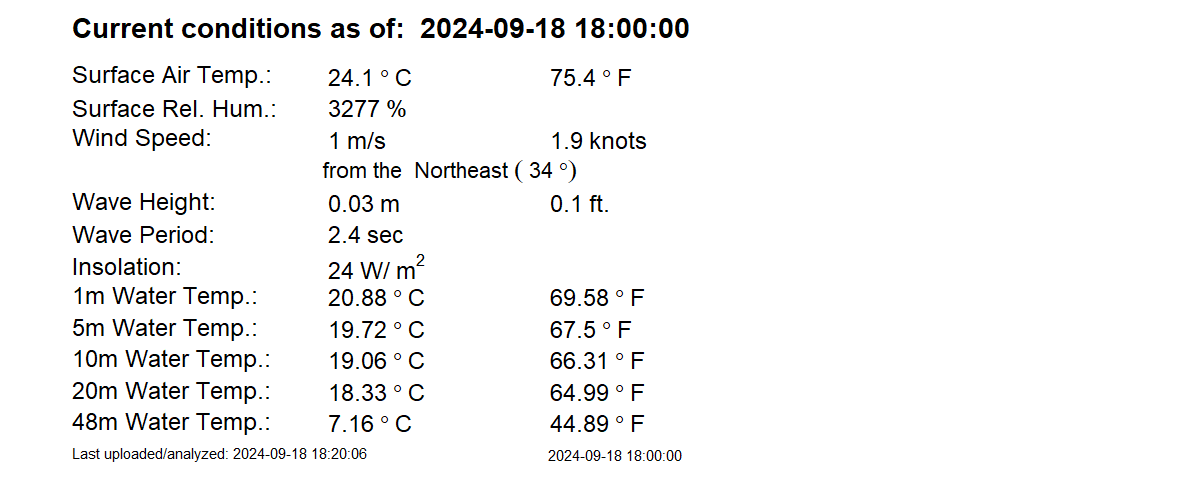 Current conditions as of:  2024-09-18 18:00:00
Surface Air Temp.: 24.1 ° C 75.4 ° F
Surface Rel. Hum.: 3277 %
Wind Speed: 1 m/s 1.9 knots
from the  Northeast ( 34 °)
Wave Height: 0.03 m 0.1 ft.
Wave Period: 2.4 sec
Insolation: 24 W/ m²
1m Water Temp.: 20.88 ° C 69.58 ° F
5m Water Temp.: 19.72 ° C 67.5 ° F
10m Water Temp.: 19.06 ° C 66.31 ° F
20m Water Temp.: 18.33 ° C 64.99 ° F
48m Water Temp.: 7.16 ° C 44.89 ° F
Last uploaded/analyzed: 2024-09-18 18:20:06 2024-09-18 18:00:00